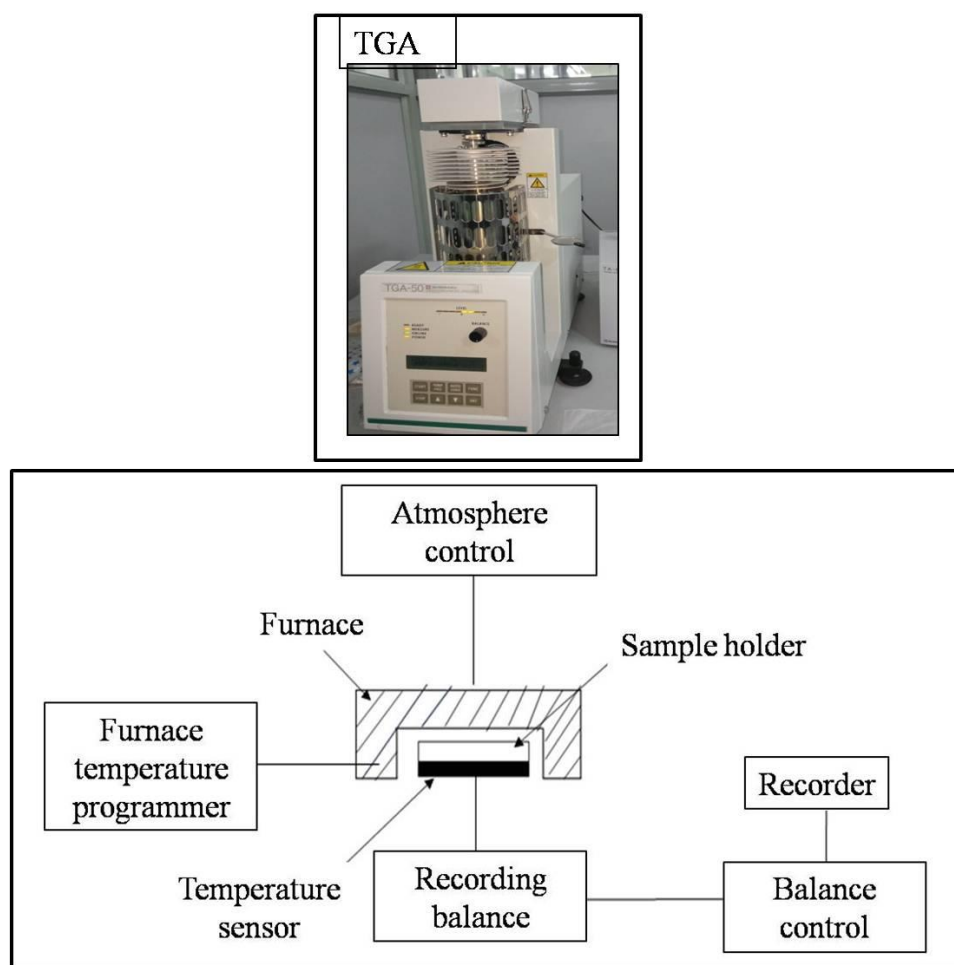 TGA
TGA-50
Atmosphere
control
Furnace
Sample holder
Furnace
temperature
programmer
Recorder
Temperature
sensor
Recording
balance
Balance
control